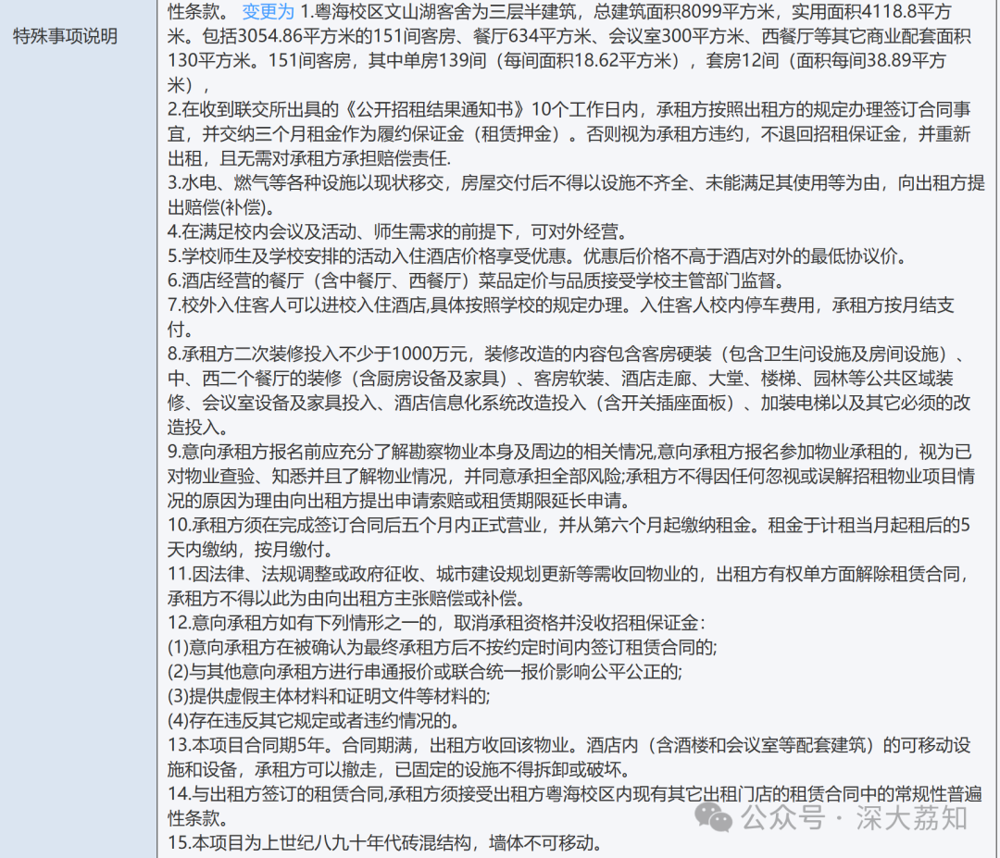 特殊事项说明
性条款。 变更为 1.粤海校区文山湖客舍为三层半建筑，总建筑面积8099平方米，实用面积4118.8平方
米。包括3054.86平方米的151间客房、餐厅634平方米、会议室300平方米、西餐厅等其它商业配套面积
130平方米。151间客房，其中单房139间（每间面积18.62平方米），套房12间（面积每间38.89平方
米），
2.在收到联交所出具的《公开招租结果通知书》10个工作日内，承租方按照出租方的规定办理签订合同事
宜，并交纳三个月租金作为履约保证金（租赁押金）。否则视为承租方违约，不退回招租保证金，并重新
出租，且无需对承租方承担赔偿责任.
3.水电、燃气等各种设施以现状移交，房屋交付后不得以设施不齐全、未能满足其使用等为由，向出租方提
出赔偿(补偿)。
4.在满足校内会议及活动、师生需求的前提下，可对外经营。
5.学校师生及学校安排的活动入住酒店价格享受优惠。优惠后价格不高于酒店对外的最低协议价。
6.酒店经营的餐厅（含中餐厅、西餐厅）菜品定价与品质接受学校主管部门监督。
7.校外入住客人可以进校入住酒店,具体按照学校的规定办理。入住客人校内停车费用，承租方按月结支
付。
8.承租方二次装修投入不少于1000万元，装修改造的内容包含客房硬装（包含卫生问设施及房间设施）、
中、西二个餐厅的装修（含厨房设备及家具）、客房软装、酒店走廊、大堂、楼梯、园林等公共区域装
修、会议室设备及家具投入、酒店信息化系统改造投入（含开关插座面板）、加装电梯以及其它必须的改
造投入。
9.意向承租方报名前应充分了解勘察物业本身及周边的相关情况,意向承租方报名参加物业承租的，视为已
对物业查验、知悉并且了解物业情况，并同意承担全部风险;承租方不得因任何忽视或误解招租物业项目情
况的原因为理由向出租方提出申请索赔或租赁期限延长申请。
10.承租方须在完成签订合同后五个月内正式营业，并从第六个月起缴纳租金。租金于计租当月起租后的5
天内缴纳，按月缴付。
11.因法律、法规调整或政府征收、城市建设规划更新等需收回物业的，出租方有权单方面解除租赁合同，
承租方不得以此为由向出租方主张赔偿或补偿。
12.意向承租方如有下列情形之一的，取消承租资格并没收招租保证金：
(1)意向承租方在被确认为最终承租方后不按约定时间内签订租赁合同的;
(2)与其他意向承租方进行串通报价或联合统一报价影响公平公正的;
(3)提供虚假主体材料和证明文件等材料的;
(4)存在违反其它规定或者违约情况的。
13.本项目合同期5年。合同期满，出租方收回该物业。酒店内（含酒楼和会议室等配套建筑）的可移动设
施和设备，承租方可以撤走，已固定的设施不得拆卸或破坏。
14.与出租方签订的租赁合同,承租方须接受出租方粤海校区内现有其它出租门店的租赁合同中的常规性普遍
性条款。
15.本项目为上世纪八九十年代砖混结构，墙体不可移动。
公众号 · 深大荔知